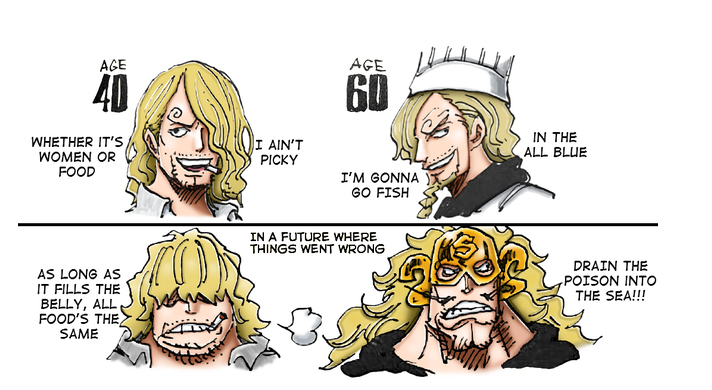 AGE
40
WHETHER IT'S
WOMEN OR
FOOD
I AIN'T
PICKY
AGE
60
I'M GONNA
GO FISH
IN THE
ALL BLUE
IN A FUTURE WHERE
THINGS WENT WRONG
AS LONG AS
IT FILLS THE
BELLY, ALL
FOOD'S THE
SAME
DRAIN THE
POISON INTO
THE SEA!!!